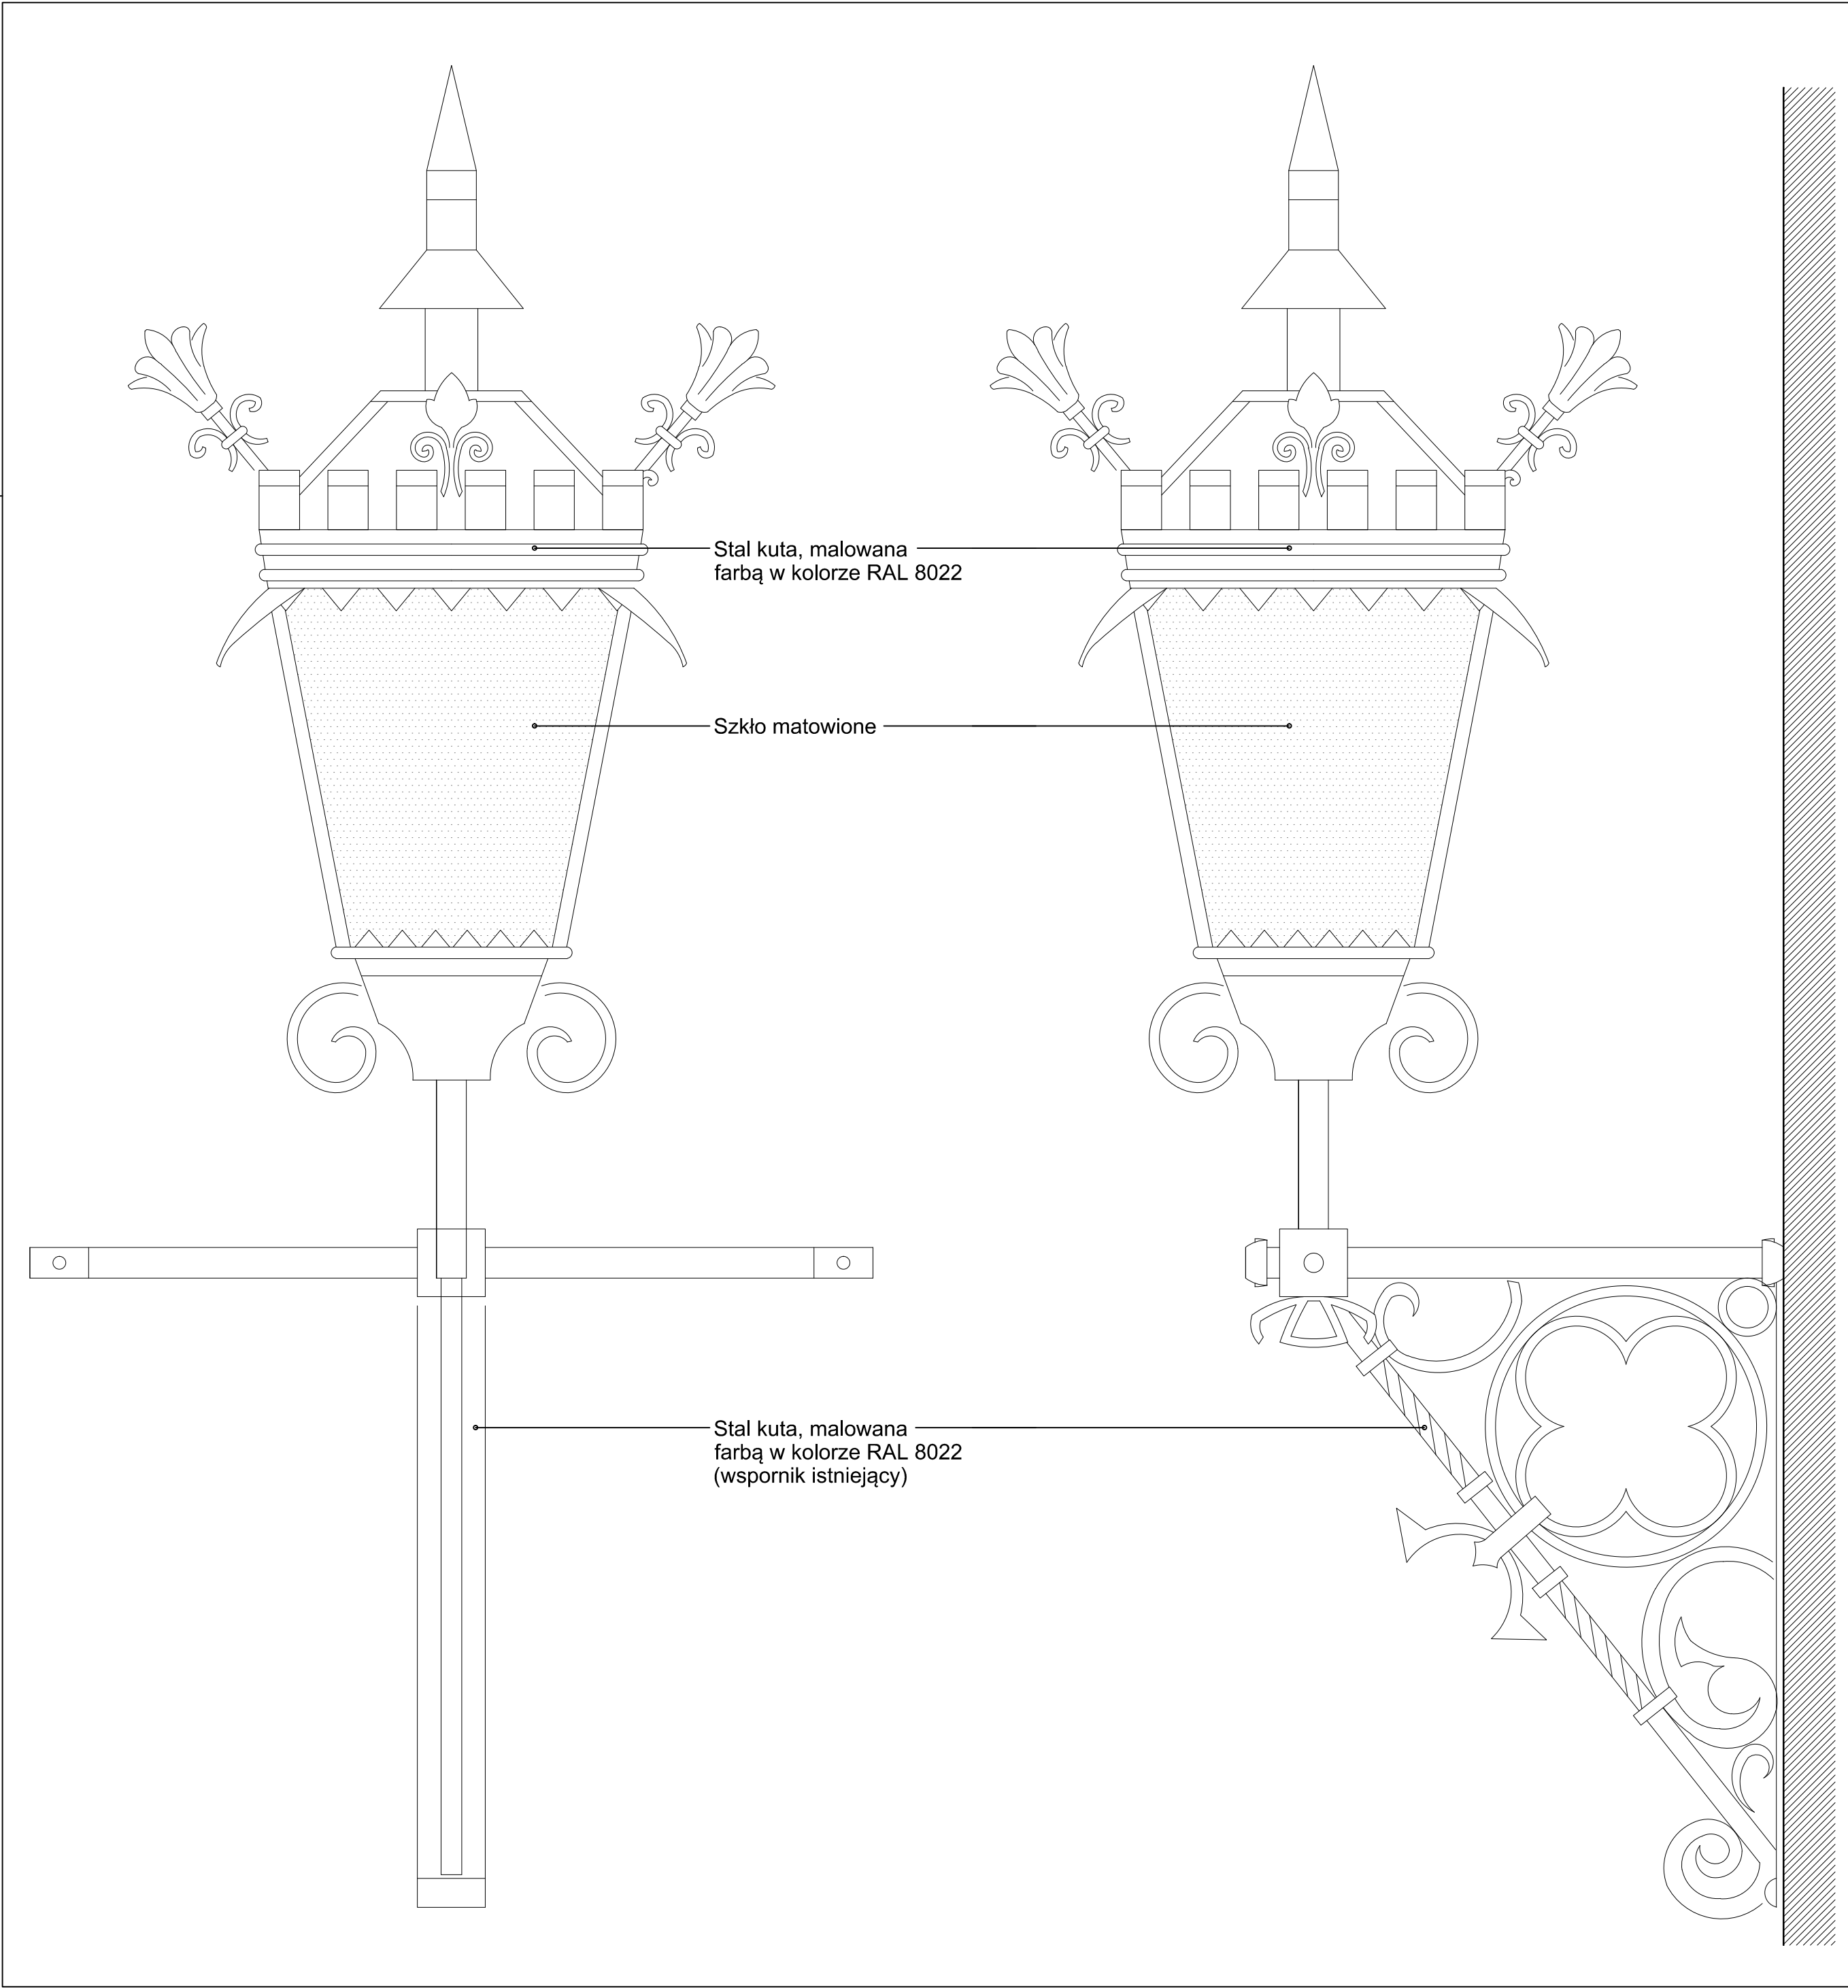 Stal kuta, malowana
farbą w kolorze RAL 8022
Szkło matowione
Stal kuta, malowana
farbą w kolorze RAL 8022
(wspornik istniejący)